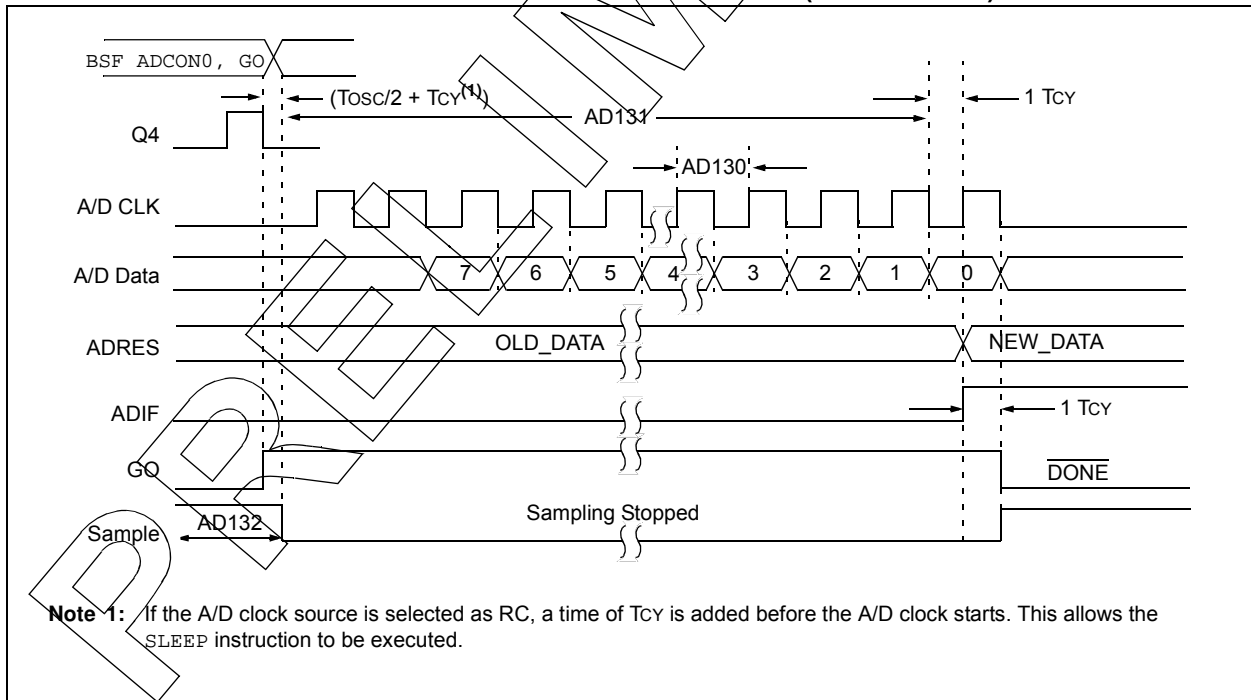 BSF ADCON0, GO
(TOSC/2 + TCY(1))
1 TCY
AD131
Q4
AD130
A/D CLK
A/D Data
7 6 5 4 3 2 1 0
ADRES
OLD_DATA
NEW_DATA
ADIF
1 TCY
GO
DONE
Sample
AD132
Sampling Stopped
Note 1: If the A/D clock source is selected as RC, a time of TCY is added before the A/D clock starts. This allows the
SLEEP instruction to be executed.